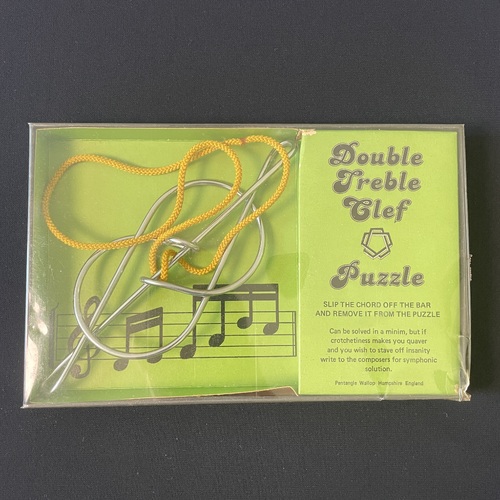 Double
Treble
Clef
Puzzle
SLIP THE CHORD OFF THE BAR
AND REMOVE IT FROM THE PUZZLE
Can be solved in a minim, but if
crotchetiness makes you quaver
and you wish to stave off insanity
write to the composers for symphonic
solution.
Pentangle Wallop Hampshire England.